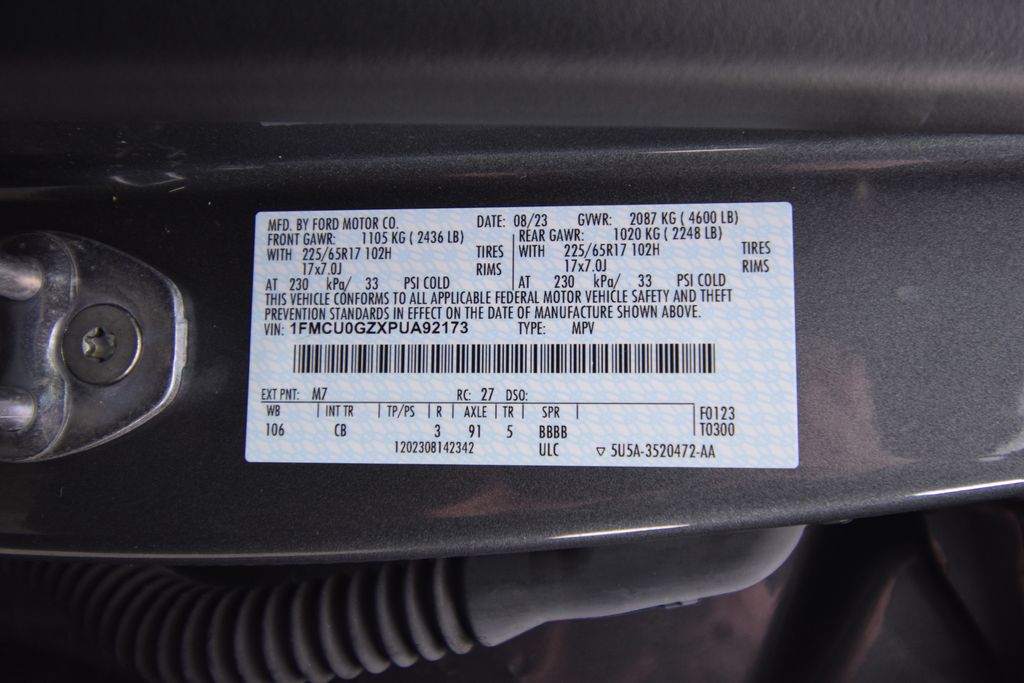 MFD. BY FORD MOTOR CO. DATE: 08/23 GVWR: 2087 KG ( 4600 LB)
FRONT GAWR: 1105 KG ( 2436 LB) REAR GAWR: 1020 KG ( 2248 LB)
WITH 225/65R17 102H TIRES WITH 225/65R17 102H TIRES
17x7.0J RIMS 17x7.0J RIMS
AT 230 kPa/ 33 PSI COLD AT 230 kPa/ 33 PSI COLD
THIS VEHICLE CONFORMS TO ALL APPLICABLE FEDERAL MOTOR VEHICLE SAFETY AND THEFT
PREVENTION STANDARDS IN EFFECT ON THE DATE OF MANUFACTURE SHOWN ABOVE.
VIN: 1FMCU0GZXPUA92173 TYPE: MPV
EXT PNT: M7 RC: 27 DSO:
WB INT TR TP/PS R AXLE TR SPR F0123
106 CB 3 91 5 BBBB T0300
1202308142342 ULC ▽ 5U5A-3520472-AA